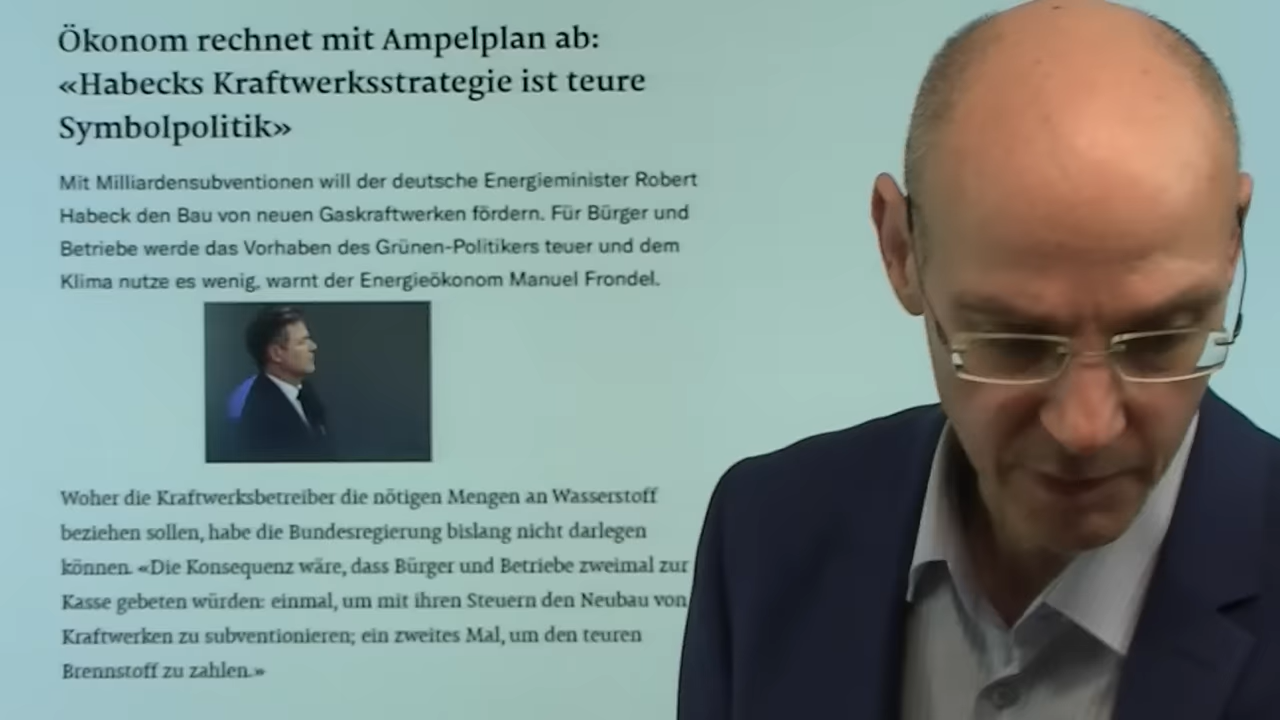 Ökonom rechnet mit Ampelplan ab:
«Habecks Kraftwerksstrategie ist teure
Symbolpolitik»
Mit Milliardensubventionen will der deutsche Energieminister Robert
Habeck den Bau von neuen Gaskraftwerken fördern. Für Bürger und
Betriebe werde das Vorhaben des Grünen-Politikers teuer und dem
Klima nutze es wenig, warnt der Energieökonom Manuel Frondel.
Woher die Kraftwerksbetreiber die nötigen Mengen an Wasserstoff
beziehen sollen, habe die Bundesregierung bislang nicht darlegen
können. «Die Konsequenz wäre, dass Bürger und Betriebe zweimal zur
Kasse gebeten würden: einmal, um mit ihren Steuern den Neubau von
Kraftwerken zu subventionieren; ein zweites Mal, um den teuren
Brennstoff zu zahlen.»